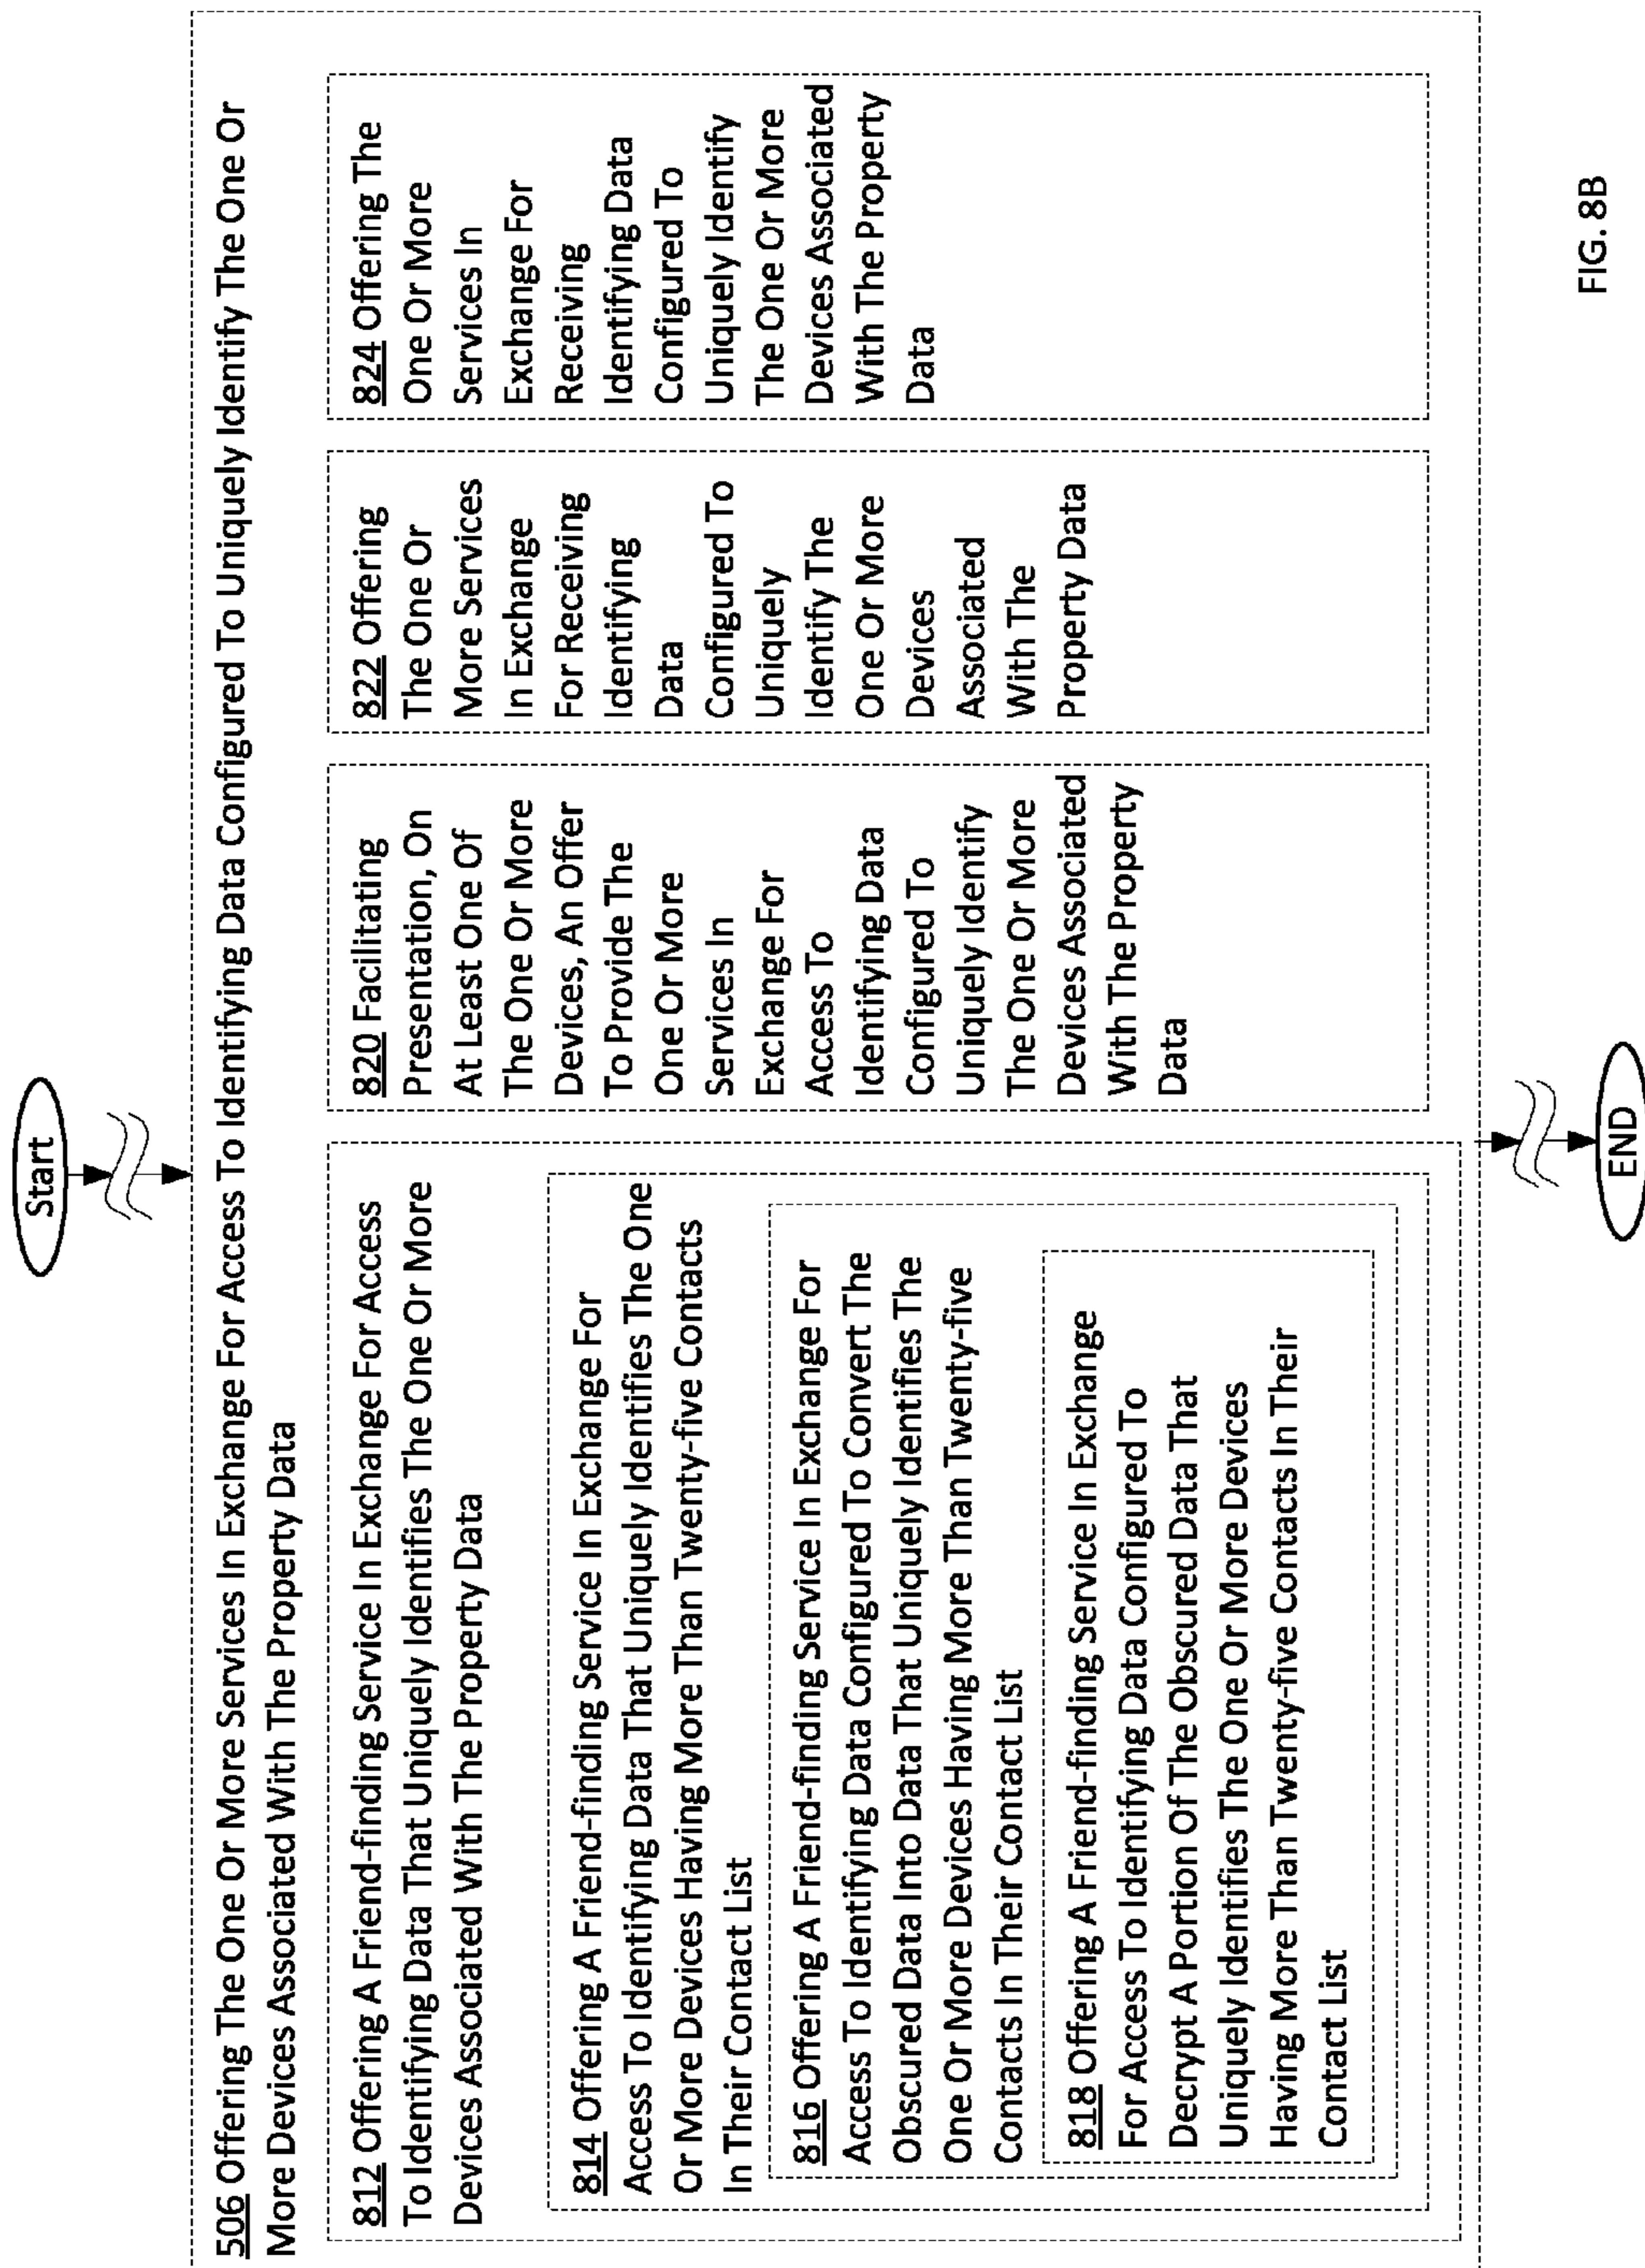 Start
506 Offering The One Or More Services In Exchange For Access To Identifying Data Configured To Uniquely Identify The One Or
More Devices Associated With The Property Data
812 Offering A Friend-finding Service In Exchange For Access
To Identifying Data That Uniquely Identifies The One Or More
Devices Associated With The Property Data
814 Offering A Friend-finding Service In Exchange For
Access To Identifying Data That Uniquely Identifies The One
Or More Devices Having More Than Twenty-five Contacts
In Their Contact List
816 Offering A Friend-finding Service In Exchange For
Access To Identifying Data Configured To Convert The
Obscured Data Into Data That Uniquely Identifies The
One Or More Devices Having More Than Twenty-five
Contacts In Their Contact List
818 Offering A Friend-finding Service In Exchange
For Access To Identifying Data Configured To
Decrypt A Portion Of The Obscured Data That
Uniquely Identifies The One Or More Devices
Having More Than Twenty-five Contacts In Their
Contact List
820 Facilitating
Presentation, On
At Least One Of
The One Or More
Devices, An Offer
To Provide The
One Or More
Services In
Exchange For
Access To
Identifying Data
Configured To
Uniquely Identify
The One Or More
Devices Associated
With The Property
Data
822 Offering
The One Or
More Services
In Exchange
For Receiving
Identifying
Data
Configured To
Uniquely
Identify The
One Or More
Devices
Associated
With The
Property Data
824 Offering The
One Or More
Services In
Exchange For
Receiving
Identifying Data
Configured To
Uniquely Identify
The One Or More
Devices Associated
With The Property
Data
END
FIG. 8B